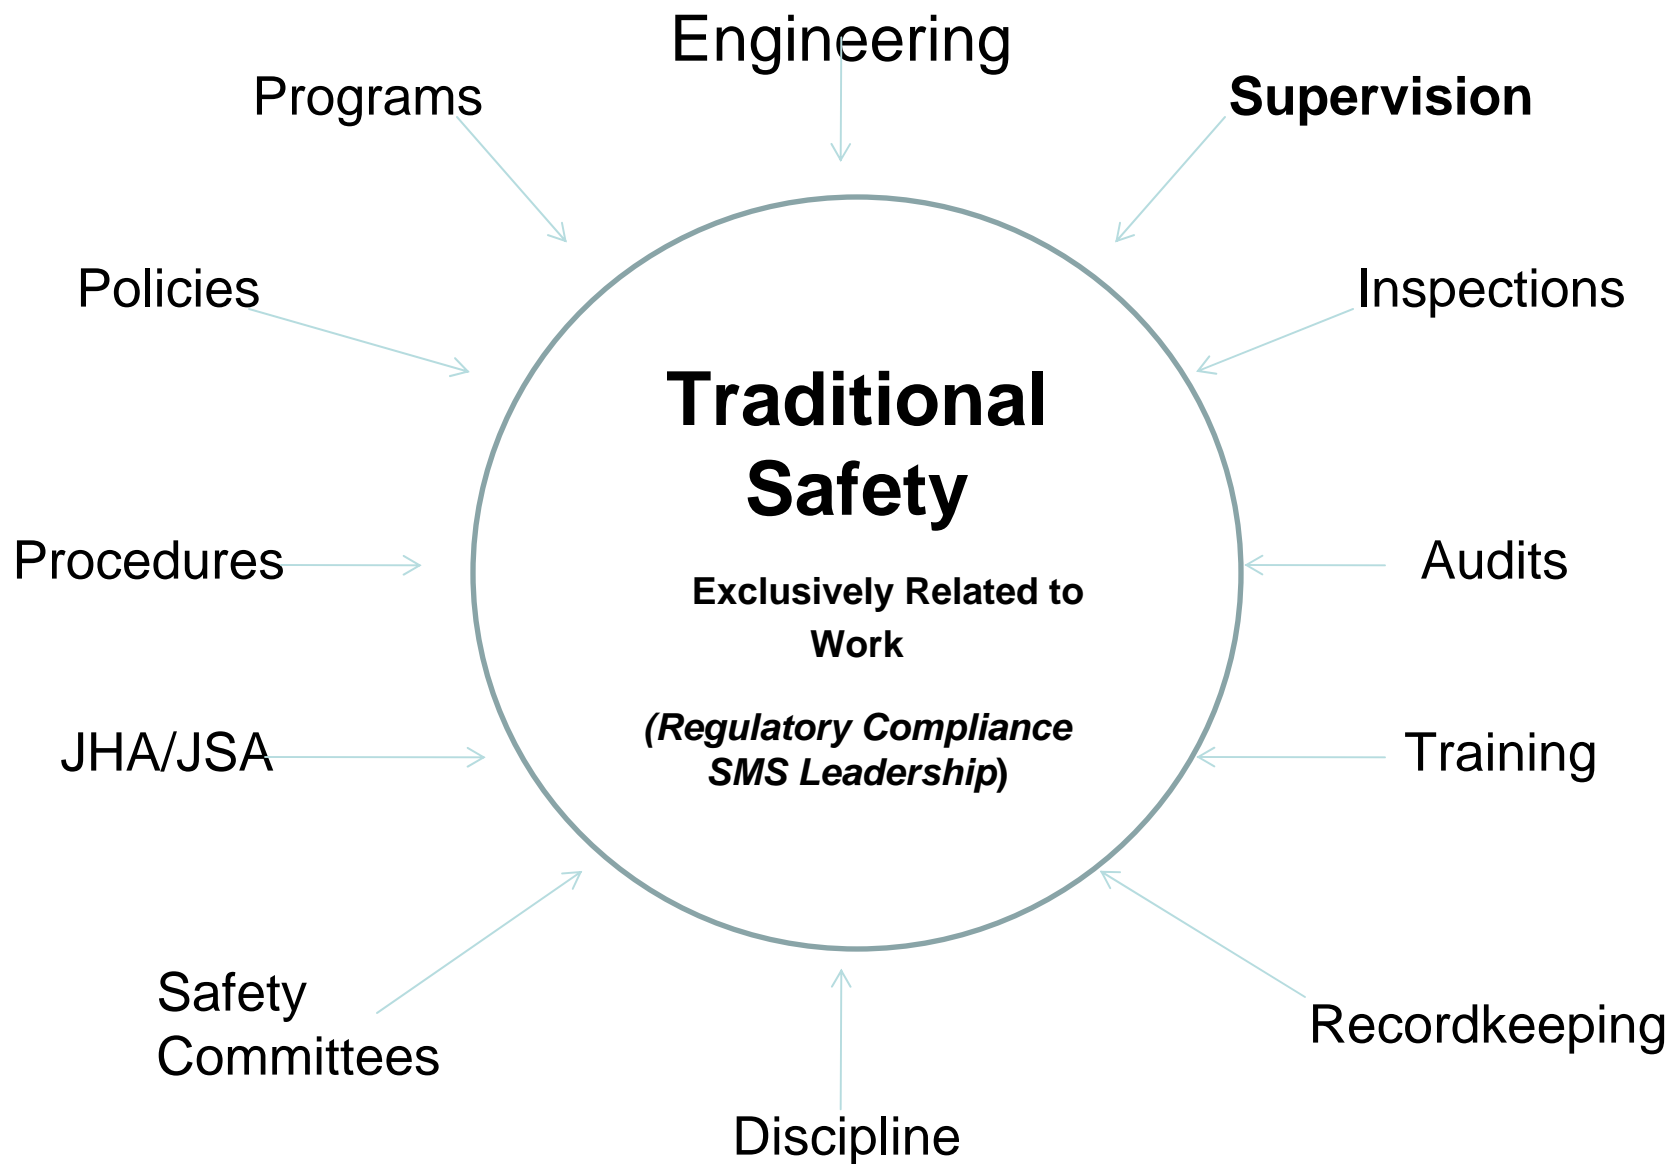 Engineering
Programs
Supervision
Policies
Inspections
Traditional
Safety
Exclusively Related to
Work
(Regulatory Compliance
SMS Leadership)
Procedures
Audits
JHA/JSA
Training
Safety
Committees
Recordkeeping
Discipline